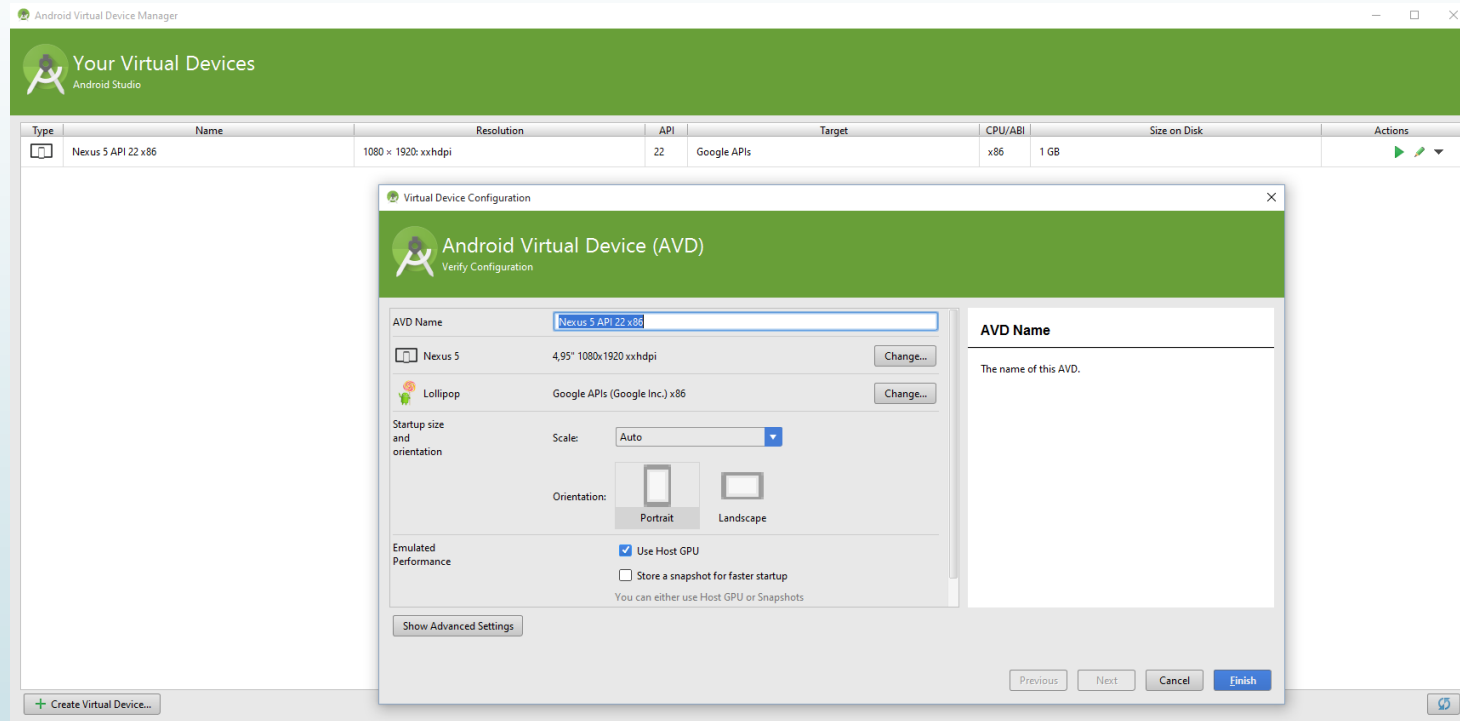 Android Virtual Device Manager
Your Virtual Devices
Android Studio
Type Name Resolution API Target CPU/ABI Size on Disk Actions
Nexus 5 API 22 x86 1080 × 1920: xxhdpi 22 Google APIs x86 1 GB
Virtual Device Configuration
Android Virtual Device (AVD)
Verify Configuration
AVD Name Nexus 5 API 22 x86
Nexus 5 4,95" 1080x1920 xxhdpi Change...
Lollipop Google APIs (Google Inc.) x86 Change...
Startup size
and
orientation
Scale: Auto
Orientation:
Portrait Landscape
Emulated
Performance
Use Host GPU
Store a snapshot for faster startup
You can either use Host GPU or Snapshots
Show Advanced Settings
AVD Name
The name of this AVD.
Previous Next Cancel Finish
Create Virtual Device...